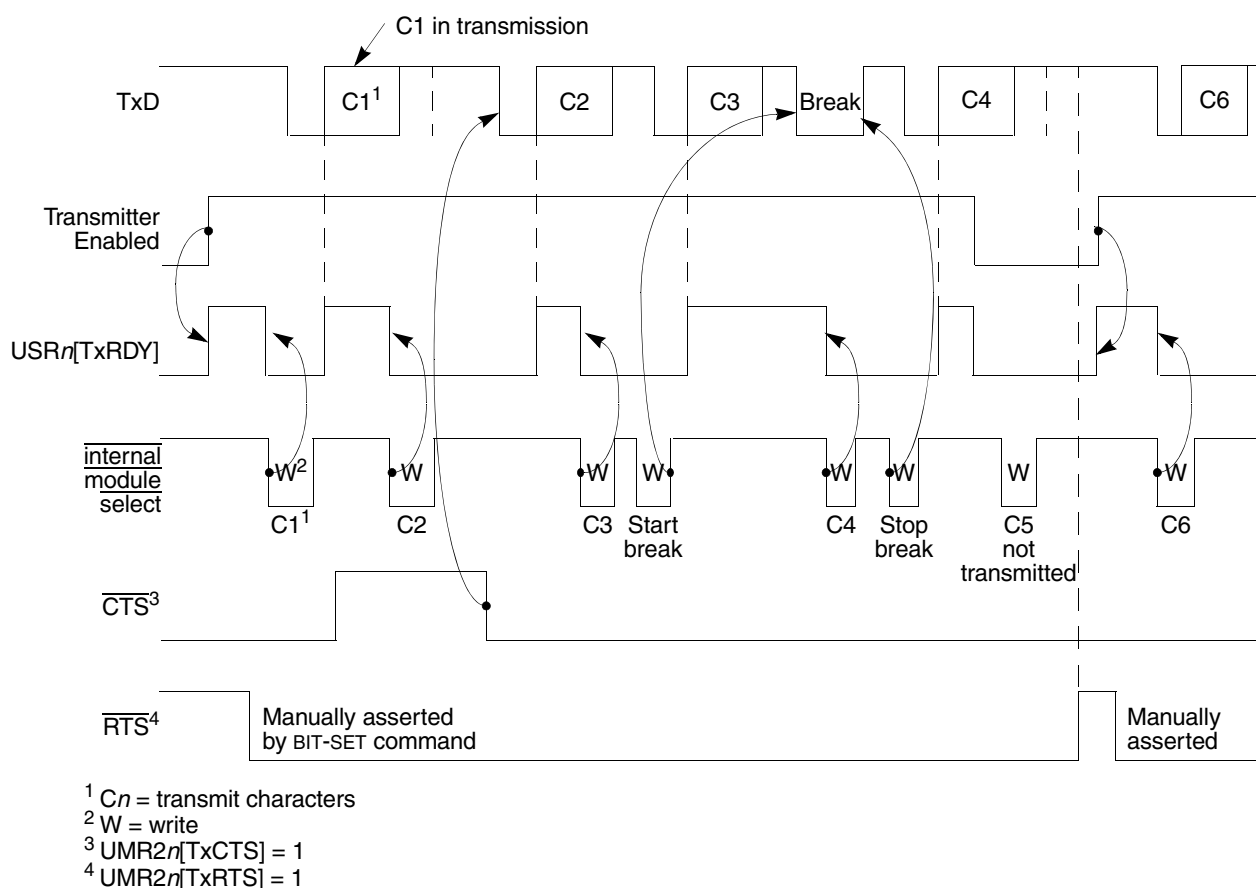 C1 in transmission
TxD
C1¹
C2
C3
Break
C4
C6
Transmitter
Enabled
USRn[TxRDY]
internal
module
select
W²
W
W
W
W
W
W
W
C1¹
C2
C3
Start
break
C4
Stop
break
C5
not
transmitted
C6
CTS³
RTS⁴
Manually asserted
by BIT-SET command
Manually
asserted
¹ Cn = transmit characters
² W = write
³ UMR2n[TxCTS] = 1
⁴ UMR2n[TxRTS] = 1